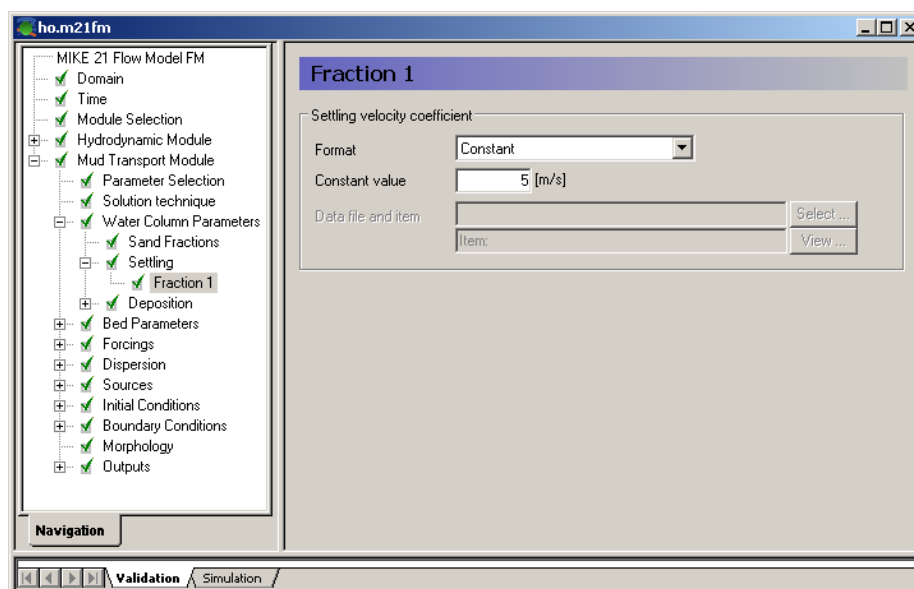 ho.m21fm
MIKE 21 Flow Model FM
Domain
Time
Module Selection
Hydrodynamic Module
Mud Transport Module
Parameter Selection
Solution technique
Water Column Parameters
Sand Fractions
Settling
Fraction 1
Deposition
Bed Parameters
Forcings
Dispersion
Sources
Initial Conditions
Boundary Conditions
Morphology
Outputs
Navigation
Fraction 1
Settling velocity coefficient
Format Constant
Constant value 5 [m/s]
Data file and item Select ...
Item: View ...
Validation Simulation